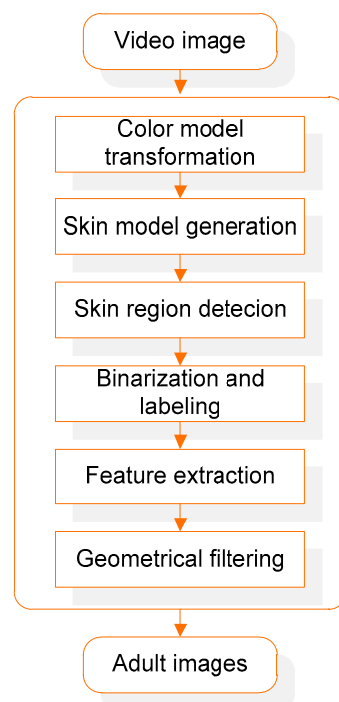 Video image
Color model
transformation
Skin model generation
Skin region detecion
Binarization and
labeling
Feature extraction
Geometrical filtering
Adult images